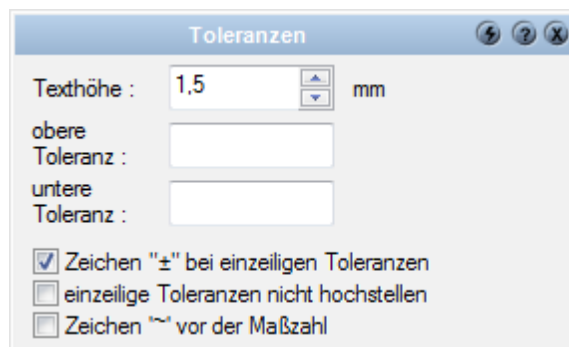 Toleranzen
Texthöhe : 1,5 mm
obere
Toleranz :
untere
Toleranz :
Zeichen "±" bei einzeiligen Toleranzen
einzeilige Toleranzen nicht hochstellen
Zeichen "~" vor der Maßzahl